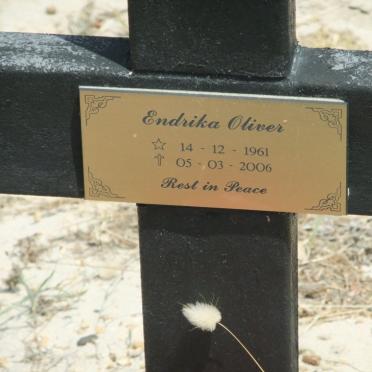 Endrika Oliver
☆ 14 - 12 - 1961
✝ 05 - 03 - 2006
Rest in Peace